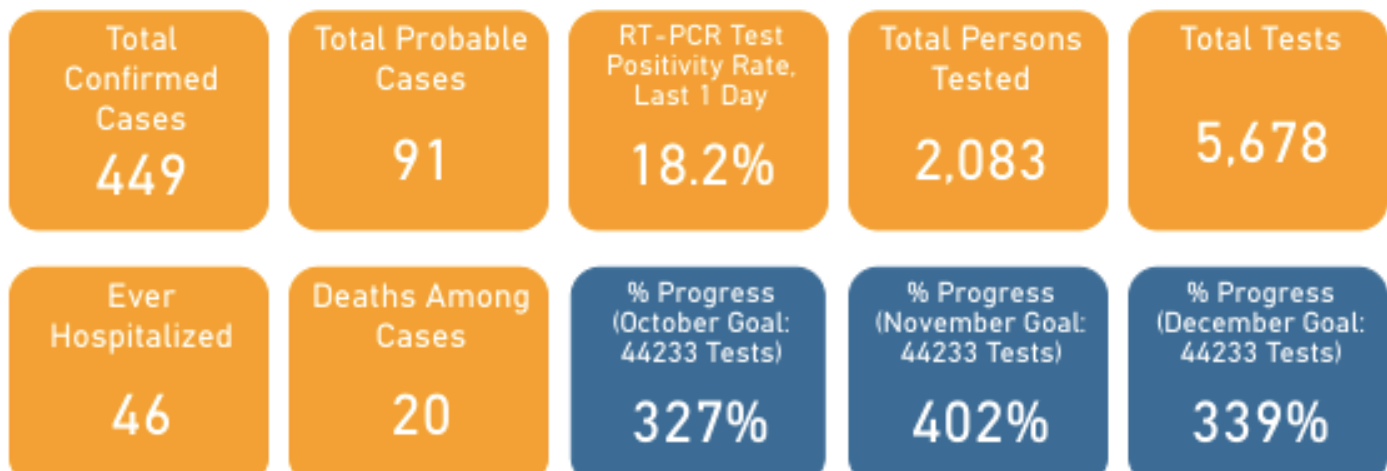 Total
Confirmed
Cases
449
Total Probable
Cases
91
RT-PCR Test
Positivity Rate,
Last 1 Day
18.2%
Total Persons
Tested
2,083
Total Tests
5,678
Ever
Hospitalized
46
Deaths Among
Cases
20
% Progress
(October Goal:
44233 Tests)
327%
% Progress
(November Goal:
44233 Tests)
402%
% Progress
(December Goal:
44233 Tests)
339%